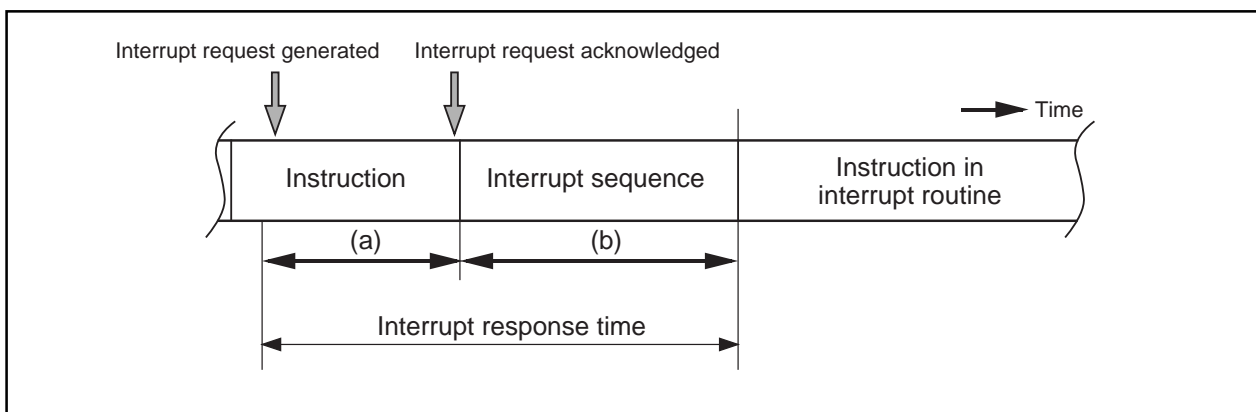 Interrupt request generated
Interrupt request acknowledged
Time
Instruction
Interrupt sequence
Instruction in
interrupt routine
(a)
(b)
Interrupt response time